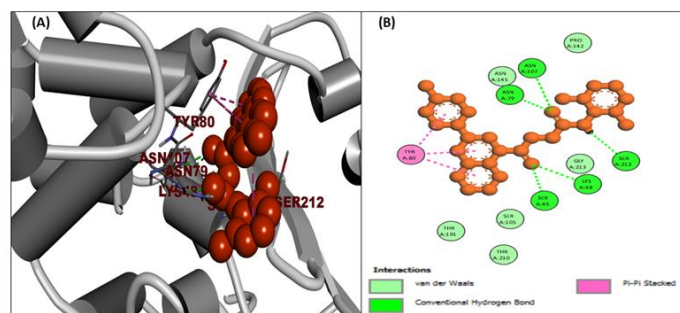 (A)
TYR80
ASN107
ASN79
LYS48
SER212
(B)
PRO
A:142
ASN
A:107
ASN
A:145
ASN
A:79
TYR
A:80
SER
A:212
GLY
A:213
LYS
A:48
SER
A:45
SER
A:105
THR
A:191
THR
A:210
Interactions
van der Waals
Conventional Hydrogen Bond
Pi-Pi Stacked